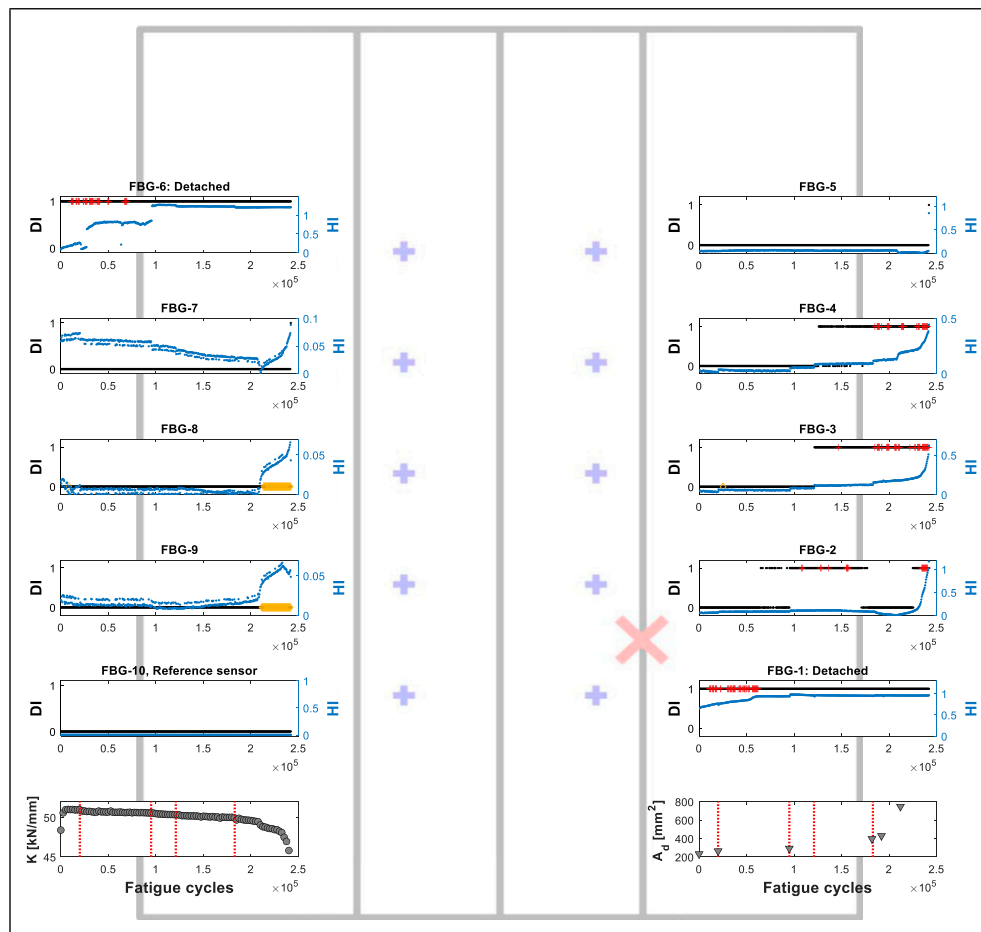 FBG-6: Detached
1
0
DI
1
0.5
0
HI
0 0.5 1 1.5 2 2.5
× 10^5
FBG-5
1
0
DI
1
0.5
0
HI
0 0.5 1 1.5 2 2.5
× 10^5
FBG-7
1
0
DI
0.1
0.05
0
HI
0 0.5 1 1.5 2 2.5
× 10^5
FBG-4
1
0
DI
0.5
0
HI
0 0.5 1 1.5 2 2.5
× 10^5
FBG-8
1
0
DI
0.05
0
HI
0 0.5 1 1.5 2 2.5
× 10^5
FBG-3
1
0
DI
0.5
0
HI
0 0.5 1 1.5 2 2.5
× 10^5
FBG-9
1
0
DI
0.05
0
HI
0 0.5 1 1.5 2 2.5
× 10^5
FBG-2
1
0
DI
1
0.5
0
HI
0 0.5 1 1.5 2 2.5
× 10^5
FBG-10, Reference sensor
1
0
DI
1
0.5
0
HI
0 0.5 1 1.5 2 2.5
× 10^5
FBG-1: Detached
1
0
DI
1
0.5
0
HI
0 0.5 1 1.5 2 2.5
× 10^5
K [kN/mm]
50
45
0 0.5 1 1.5 2 2.5
Fatigue cycles
× 10^5
A_d [mm²]
800
600
400
200
0 0.5 1 1.5 2 2.5
Fatigue cycles
× 10^5